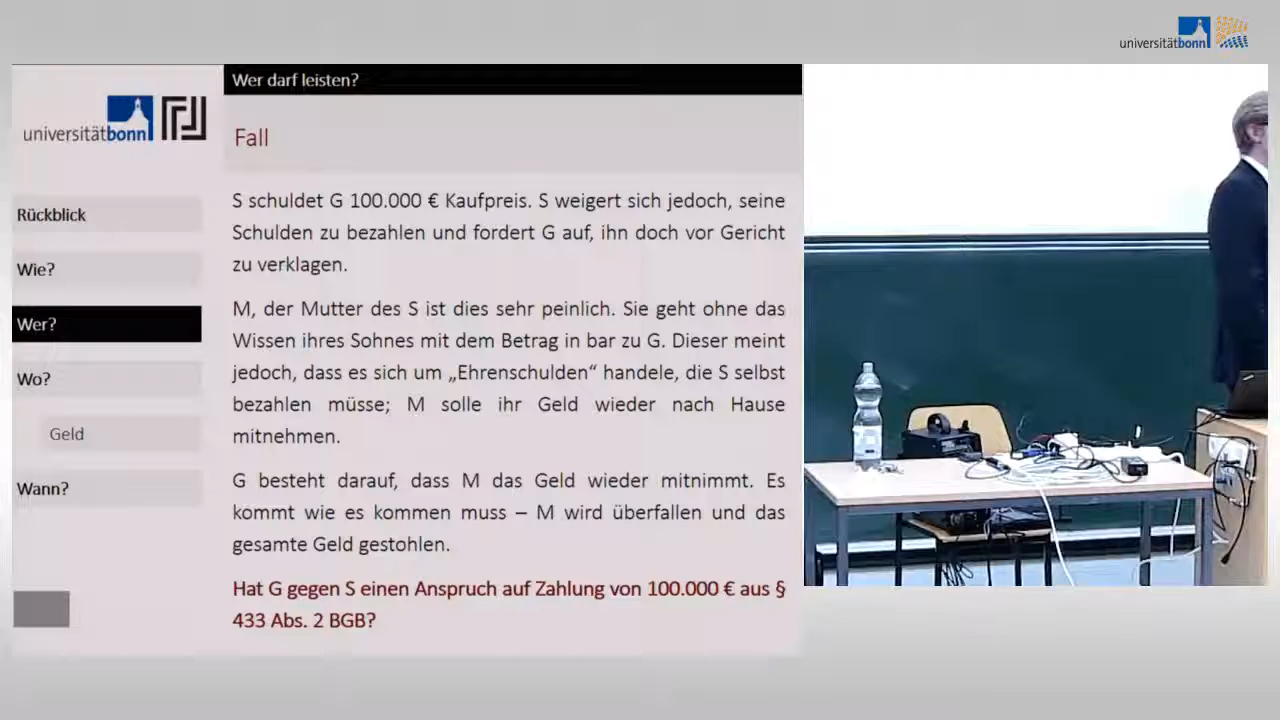 universitätbonn
Wer darf leisten?
universitätbonn
Fall
S schuldet G 100.000 € Kaufpreis. S weigert sich jedoch, seine
Schulden zu bezahlen und fordert G auf, ihn doch vor Gericht
zu verklagen.
M, der Mutter des S ist dies sehr peinlich. Sie geht ohne das
Wissen ihres Sohnes mit dem Betrag in bar zu G. Dieser meint
jedoch, dass es sich um „Ehrenschulden“ handele, die S selbst
bezahlen müsse; M solle ihr Geld wieder nach Hause
mitnehmen.
G besteht darauf, dass M das Geld wieder mitnimmt. Es
kommt wie es kommen muss – M wird überfallen und das
gesamte Geld gestohlen.
Hat G gegen S einen Anspruch auf Zahlung von 100.000 € aus §
433 Abs. 2 BGB?
Rückblick
Wie?
Wer?
Wo?
Geld
Wann?